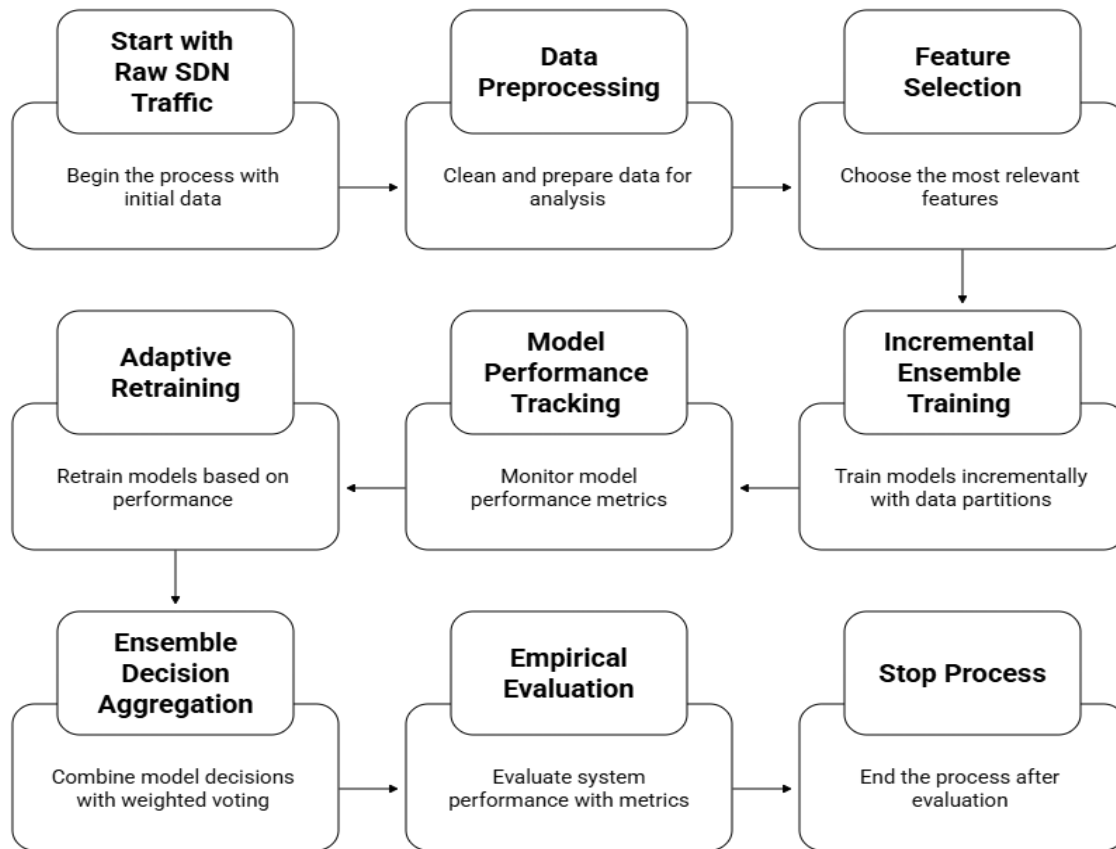 Start with
Raw SDN
Traffic
Begin the process with
initial data
Data
Preprocessing
Clean and prepare data for
analysis
Feature
Selection
Choose the most relevant
features
Incremental
Ensemble
Training
Train models incrementally
with data partitions
Model
Performance
Tracking
Monitor model
performance metrics
Adaptive
Retraining
Retrain models based on
performance
Ensemble
Decision
Aggregation
Combine model decisions
with weighted voting
Empirical
Evaluation
Evaluate system
performance with metrics
Stop Process
End the process after
evaluation